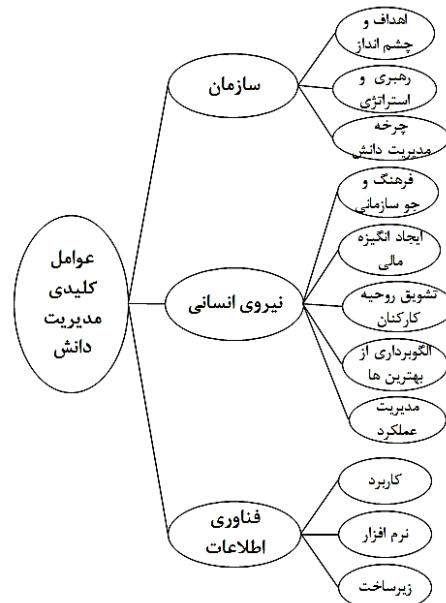 عوامل
کلیدی
مدیریت
دانش
سازمان
اهداف و
چشم انداز
رهبری و
استراتژی
چرخه
مدیریت دانش
نیروی انسانی
فرهنگ و
جو سازمانی
ایجاد انگیزه
مالی
تشویق روحیه
کارکنان
الگوبرداری از
بهترین ها
مدیریت
عملکرد
فناوری
اطلاعات
کاربرد
نرم افزار
زیرساخت